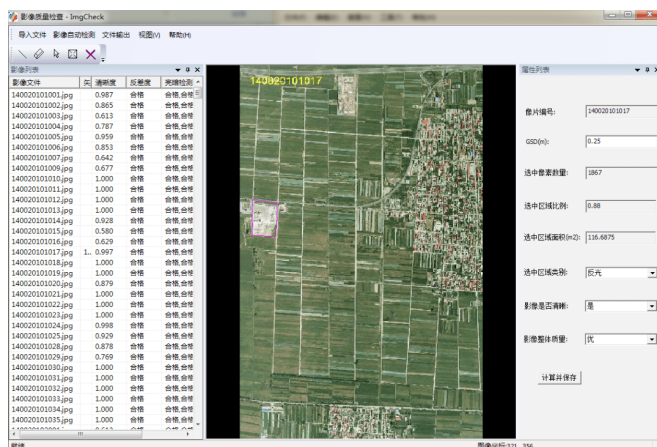 影像质量检查 - ImgCheck
导入文件 影像自动检测 文件输出 视图(V) 帮助(H)
影像列表
影像文件 矢 清晰度 反差度 亮暗检测
140020101001.jpg 0.987 合格 合格,合格
140020101002.jpg 0.865 合格 合格,合格
140020101003.jpg 0.613 合格 合格,合格
140020101004.jpg 0.787 合格 合格,合格
140020101005.jpg 0.959 合格 合格,合格
140020101006.jpg 0.853 合格 合格,合格
140020101007.jpg 0.642 合格 合格,合格
140020101009.jpg 0.677 合格 合格,合格
140020101010.jpg 1.000 合格 合格,合格
140020101011.jpg 1.000 合格 合格,合格
140020101012.jpg 1.000 合格 合格,合格
140020101013.jpg 1.000 合格 合格,合格
140020101014.jpg 0.928 合格 合格,合格
140020101015.jpg 0.580 合格 合格,合格
140020101016.jpg 0.629 合格 合格,合格
140020101017.jpg 1.. 0.997 合格 合格,合格
140020101018.jpg 1.000 合格 合格,合格
140020101019.jpg 1.000 合格 合格,合格
140020101020.jpg 0.879 合格 合格,合格
140020101021.jpg 1.000 合格 合格,合格
140020101022.jpg 1.000 合格 合格,合格
140020101023.jpg 1.000 合格 合格,合格
140020101024.jpg 0.998 合格 合格,合格
140020101025.jpg 0.929 合格 合格,合格
140020101028.jpg 0.878 合格 合格,合格
140020101029.jpg 0.769 合格 合格,合格
140020101030.jpg 1.000 合格 合格,合格
140020101031.jpg 1.000 合格 合格,合格
140020101032.jpg 1.000 合格 合格,合格
140020101033.jpg 1.000 合格 合格,合格
140020101034.jpg 1.000 合格 合格,合格
140020101035.jpg 1.000 合格 合格,合格
就绪
140020101017
属性列表
像片编号: 140020101017
GSD(m): 0.25
选中像素数量: 1867
选中区域比例: 0.88
选中区域面积(m2): 116.6875
选中区域类别: 反光
影像是否清晰: 是
影像整体质量: 优
计算并保存
图像坐标:321, 356